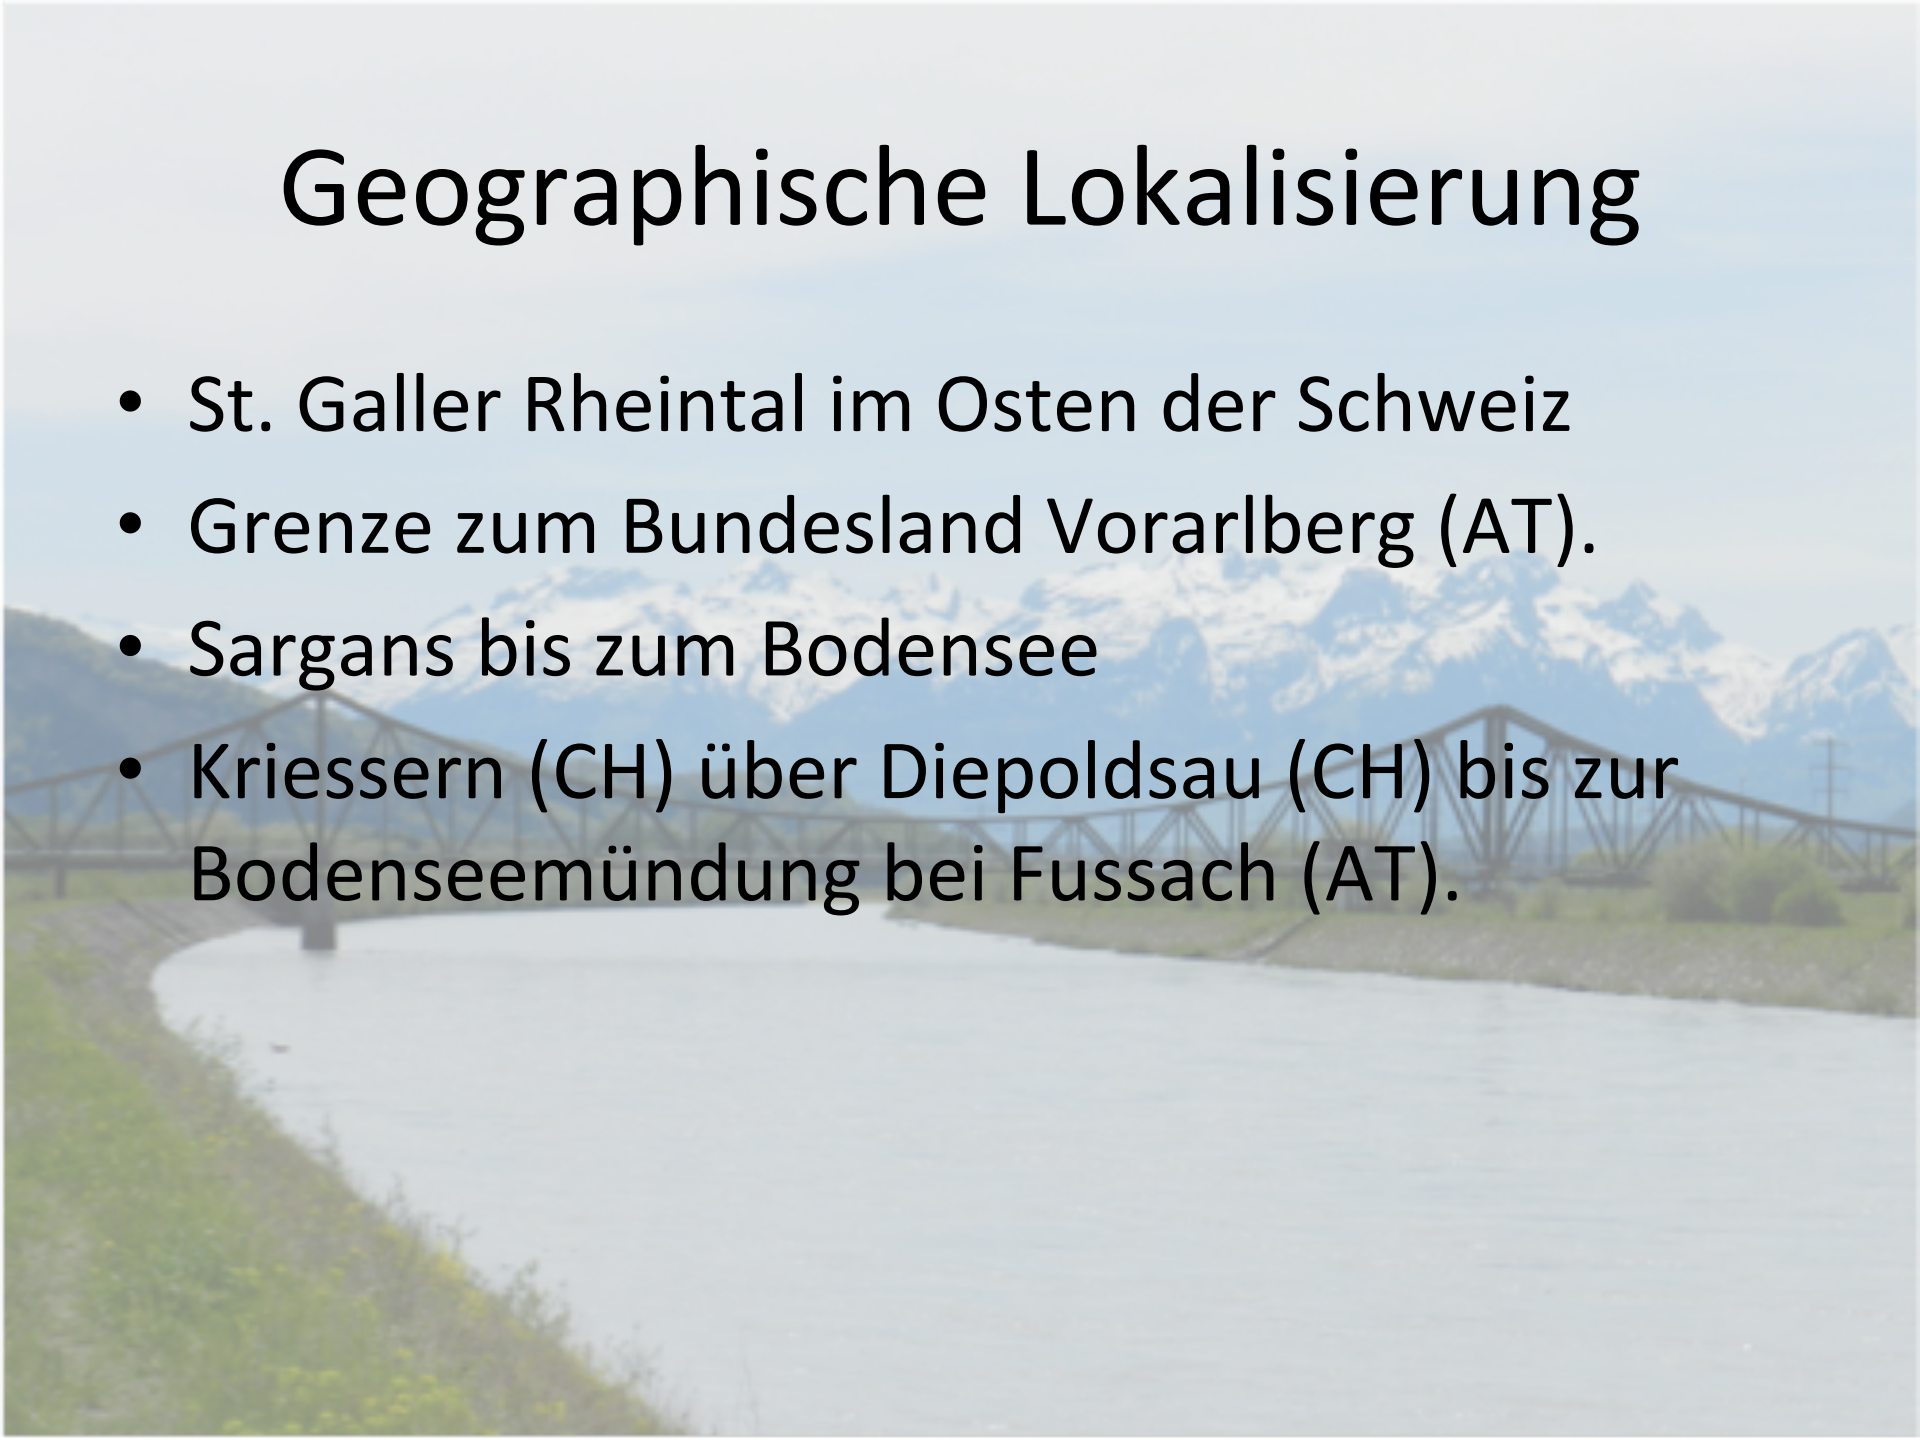 Geographische Lokalisierung
• St. Galler Rheintal im Osten der Schweiz
• Grenze zum Bundesland Vorarlberg (AT).
• Sargans bis zum Bodensee
• Kriessern (CH) über Diepoldsau (CH) bis zur
Bodenseemündung bei Fussach (AT).